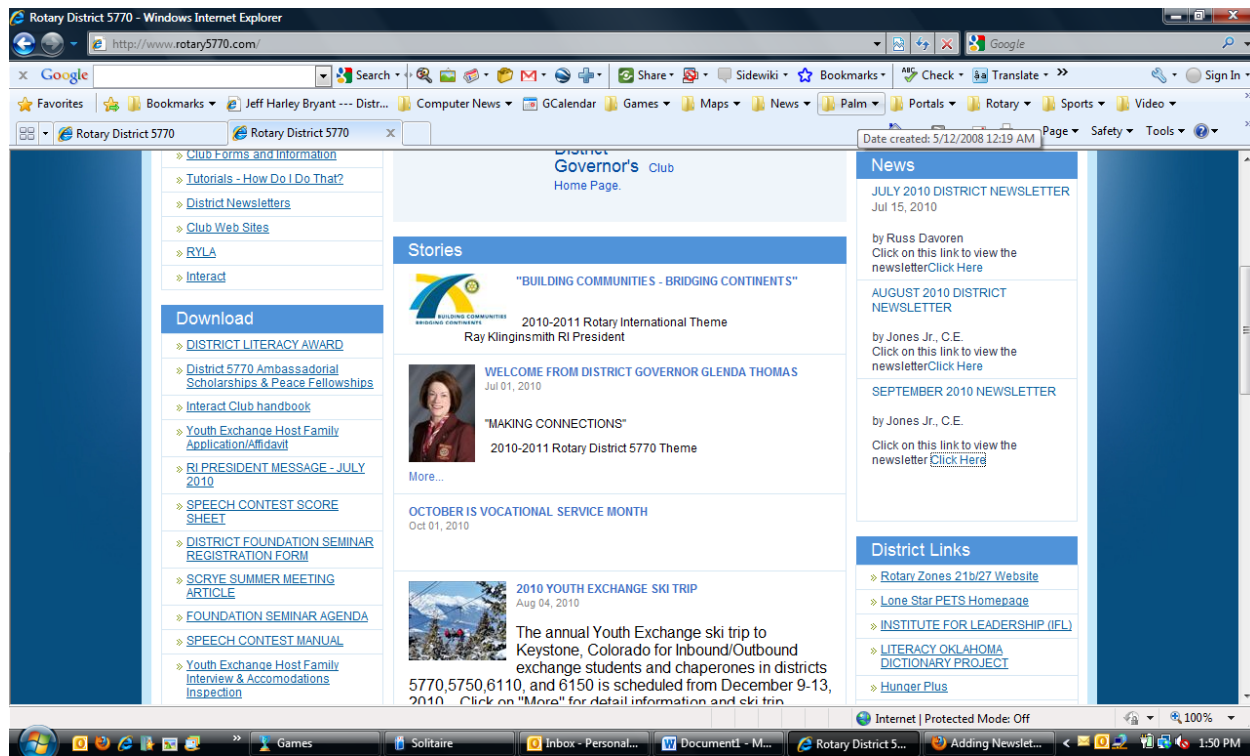 Rotary District 5770 - Windows Internet Explorer
http://www.rotary5770.com/
Google
x Google Search Share Sidewiki Bookmarks Check Translate Sign In
Favorites Bookmarks Jeff Harley Bryant --- Distr... Computer News GCalendar Games Maps News Palm Portals Rotary Sports Video
Rotary District 5770 Rotary District 5770 x Page Safety Tools
Date created: 5/12/2008 12:19 AM
» Club Forms and Information
» Tutorials - How Do I Do That?
» District Newsletters
» Club Web Sites
» RYLA
» Interact
Download
» DISTRICT LITERACY AWARD
» District 5770 Ambassadorial
Scholarships & Peace Fellowships
» Interact Club handbook
» Youth Exchange Host Family
Application/Affidavit
» RI PRESIDENT MESSAGE - JULY
2010
» SPEECH CONTEST SCORE
SHEET
» DISTRICT FOUNDATION SEMINAR
REGISTRATION FORM
» SCRYE SUMMER MEETING
ARTICLE
» FOUNDATION SEMINAR AGENDA
» SPEECH CONTEST MANUAL
» Youth Exchange Host Family
Interview & Accomodations
Inspection
District
Governor's Club
Home Page.
Stories
"BUILDING COMMUNITIES - BRIDGING CONTINENTS"
BUILDING COMMUNITIES
BRIDGING CONTINENTS
2010-2011 Rotary International Theme
Ray Klinginsmith RI President
WELCOME FROM DISTRICT GOVERNOR GLENDA THOMAS
Jul 01, 2010
"MAKING CONNECTIONS"
2010-2011 Rotary District 5770 Theme
More...
OCTOBER IS VOCATIONAL SERVICE MONTH
Oct 01, 2010
2010 YOUTH EXCHANGE SKI TRIP
Aug 04, 2010
The annual Youth Exchange ski trip to
Keystone, Colorado for Inbound/Outbound
exchange students and chaperones in districts
5770,5750,6110, and 6150 is scheduled from December 9-13,
2010. Click on "More" for detail information and ski trip
News
JULY 2010 DISTRICT NEWSLETTER
Jul 15, 2010
by Russ Davoren
Click on this link to view the
newsletterClick Here
AUGUST 2010 DISTRICT
NEWSLETTER
by Jones Jr., C.E.
Click on this link to view the
newsletterClick Here
SEPTEMBER 2010 NEWSLETTER
by Jones Jr., C.E.
Click on this link to view the
newsletter Click Here
District Links
» Rotary Zones 21b/27 Website
» Lone Star PETS Homepage
» INSTITUTE FOR LEADERSHIP (IFL)
» LITERACY OKLAHOMA
DICTIONARY PROJECT
» Hunger Plus
Internet | Protected Mode: Off 100%
Games Solitaire Inbox - Personal... Document1 - M... Rotary District 5... Adding Newslet... 1:50 PM